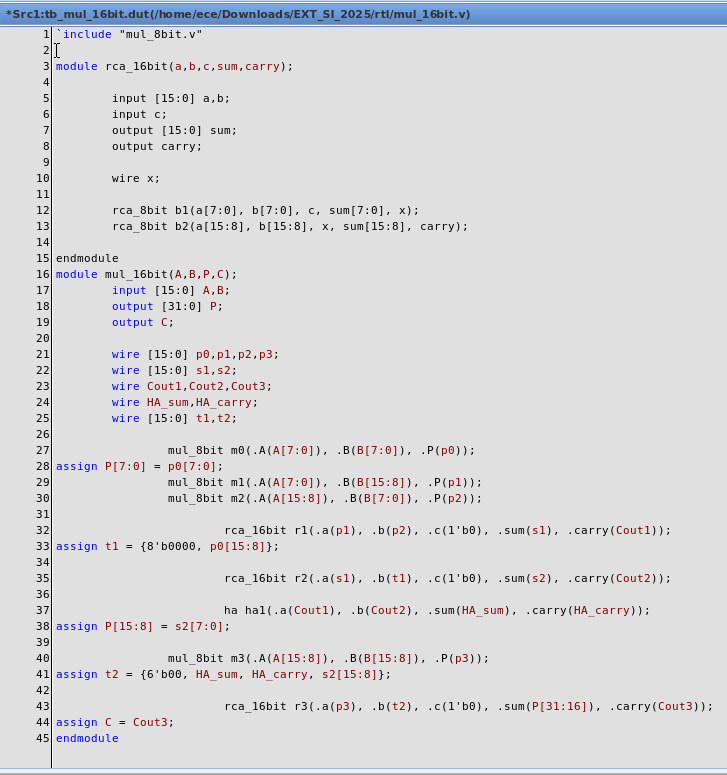 *Src1:tb_mul_16bit.dut(/home/ece/Downloads/EXT_SI_2025/rtl/mul_16bit.v)
1 `include "mul_8bit.v"
2
3 module rca_16bit(a,b,c,sum,carry);
4
5 input [15:0] a,b;
6 input c;
7 output [15:0] sum;
8 output carry;
9
10 wire x;
11
12 rca_8bit b1(a[7:0], b[7:0], c, sum[7:0], x);
13 rca_8bit b2(a[15:8], b[15:8], x, sum[15:8], carry);
14
15 endmodule
16 module mul_16bit(A,B,P,C);
17 input [15:0] A,B;
18 output [31:0] P;
19 output C;
20
21 wire [15:0] p0,p1,p2,p3;
22 wire [15:0] s1,s2;
23 wire Cout1,Cout2,Cout3;
24 wire HA_sum,HA_carry;
25 wire [15:0] t1,t2;
26
27 mul_8bit m0(.A(A[7:0]), .B(B[7:0]), .P(p0));
28 assign P[7:0] = p0[7:0];
29 mul_8bit m1(.A(A[7:0]), .B(B[15:8]), .P(p1));
30 mul_8bit m2(.A(A[15:8]), .B(B[7:0]), .P(p2));
31
32 rca_16bit r1(.a(p1), .b(p2), .c(1'b0), .sum(s1), .carry(Cout1));
33 assign t1 = {8'b0000, p0[15:8]};
34
35 rca_16bit r2(.a(s1), .b(t1), .c(1'b0), .sum(s2), .carry(Cout2));
36
37 ha ha1(.a(Cout1), .b(Cout2), .sum(HA_sum), .carry(HA_carry));
38 assign P[15:8] = s2[7:0];
39
40 mul_8bit m3(.A(A[15:8]), .B(B[15:8]), .P(p3));
41 assign t2 = {6'b00, HA_sum, HA_carry, s2[15:8]};
42
43 rca_16bit r3(.a(p3), .b(t2), .c(1'b0), .sum(P[31:16]), .carry(Cout3));
44 assign C = Cout3;
45 endmodule